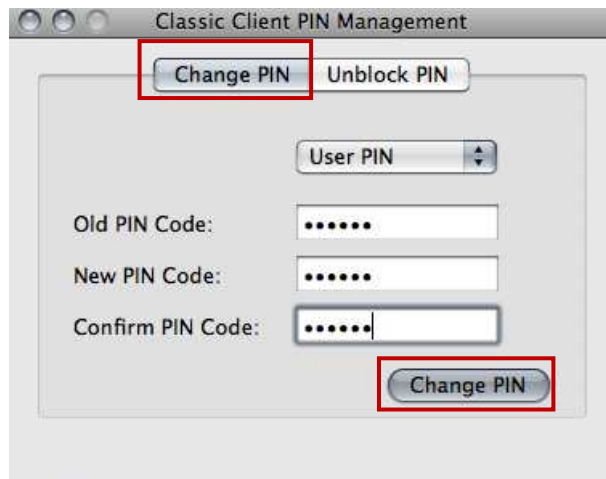 Classic Client PIN Management
Change PIN Unblock PIN
User PIN
Old PIN Code: ••••••
New PIN Code: ••••••
Confirm PIN Code: ••••••
Change PIN